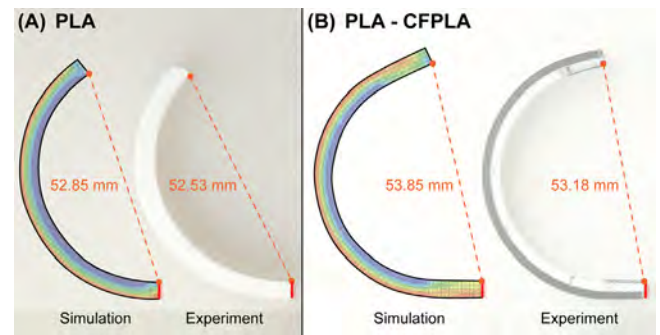 (A) PLA
(B) PLA - CFPLA
52.85 mm
52.53 mm
53.85 mm
53.18 mm
Simulation
Experiment
Simulation
Experiment